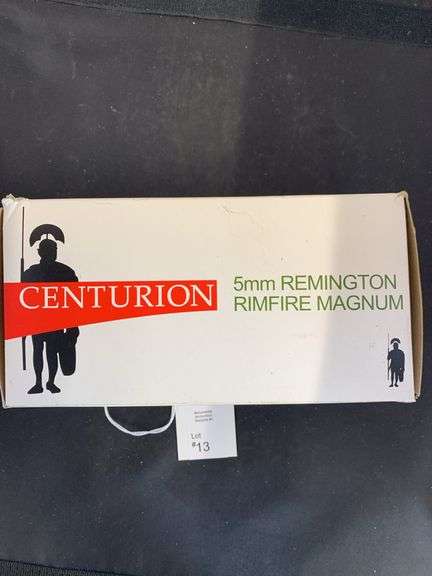 CENTURION
5mm REMINGTON
RIMFIRE MAGNUM
Lot
#13